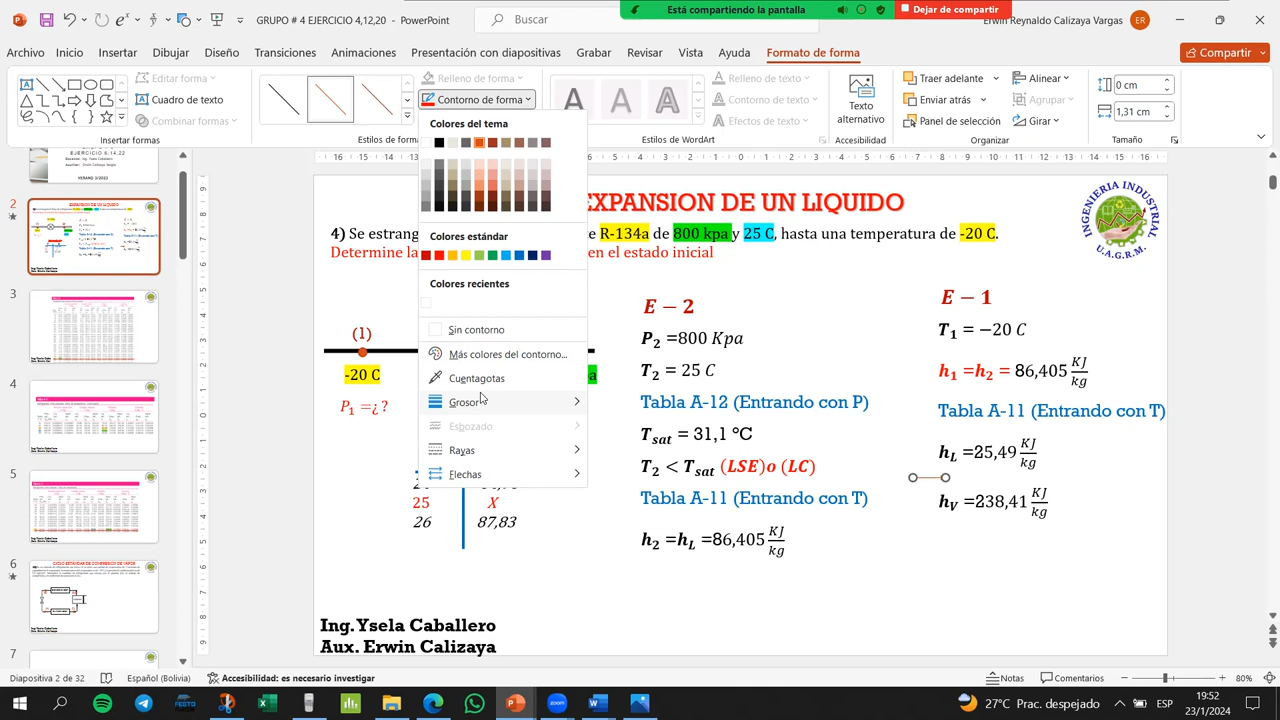 GRUPO # 4 EJERCICIO 4,12,20 - PowerPoint
Buscar
Está compartiendo la pantalla
Dejar de compartir
Erwin Reynaldo Calizaya Vargas
ER
Archivo Inicio Insertar Dibujar Diseño Transiciones Animaciones Presentación con diapositivas Grabar Revisar Vista Ayuda Formato de forma
Compartir
Editar forma
Cuadro de texto
Combinar formas
Insertar formas
Relleno de forma
Contorno de forma
Estilos de forma
Relleno de texto
Contorno de texto
Efectos de texto
Estilos de WordArt
Texto alternativo
Accesibilidad
Traer adelante
Enviar atrás
Panel de selección
Alinear
Agrupar
Girar
Organizar
0 cm
1,31 cm
Tamaño
Colores del tema
Colores estándar
Colores recientes
Sin contorno
Más colores del contorno...
Cuentagotas
Grosor
Esbozado
Rayas
Flechas
EXPANSION DE UN LIQUIDO
INGENIERIA INDUSTRIAL
U.A.G.R.M.
4) Se estrang
R-134a de 800 kpa y 25 C, hasta una temperatura de -20 C.
Determine la
en el estado inicial
(1)
-20 C
P₁ =¿ ?
25 X
26 87,83
E − 2
P₂ =800 Kpa
T₂ = 25 C
Tabla A-12 (Entrando con P)
Tsat = 31,1 °C
T₂ < Tsat (LSE)o (LC)
Tabla A-11 (Entrando con T)
h₂ =hL =86,405 KJ/kg
E − 1
T₁ = −20 C
h₁ =h₂ = 86,405 KJ/kg
Tabla A-11 (Entrando con T)
hL =25,49 KJ/kg
hV =238,41 KJ/kg
Ing. Ysela Caballero
Aux. Erwin Calizaya
2
3
4
5
6
7
Diapositiva 2 de 32
Español (Bolivia)
Accesibilidad: es necesario investigar
Notas
Comentarios
80%
27°C Prac. despejado
ESP
19:52
23/1/2024